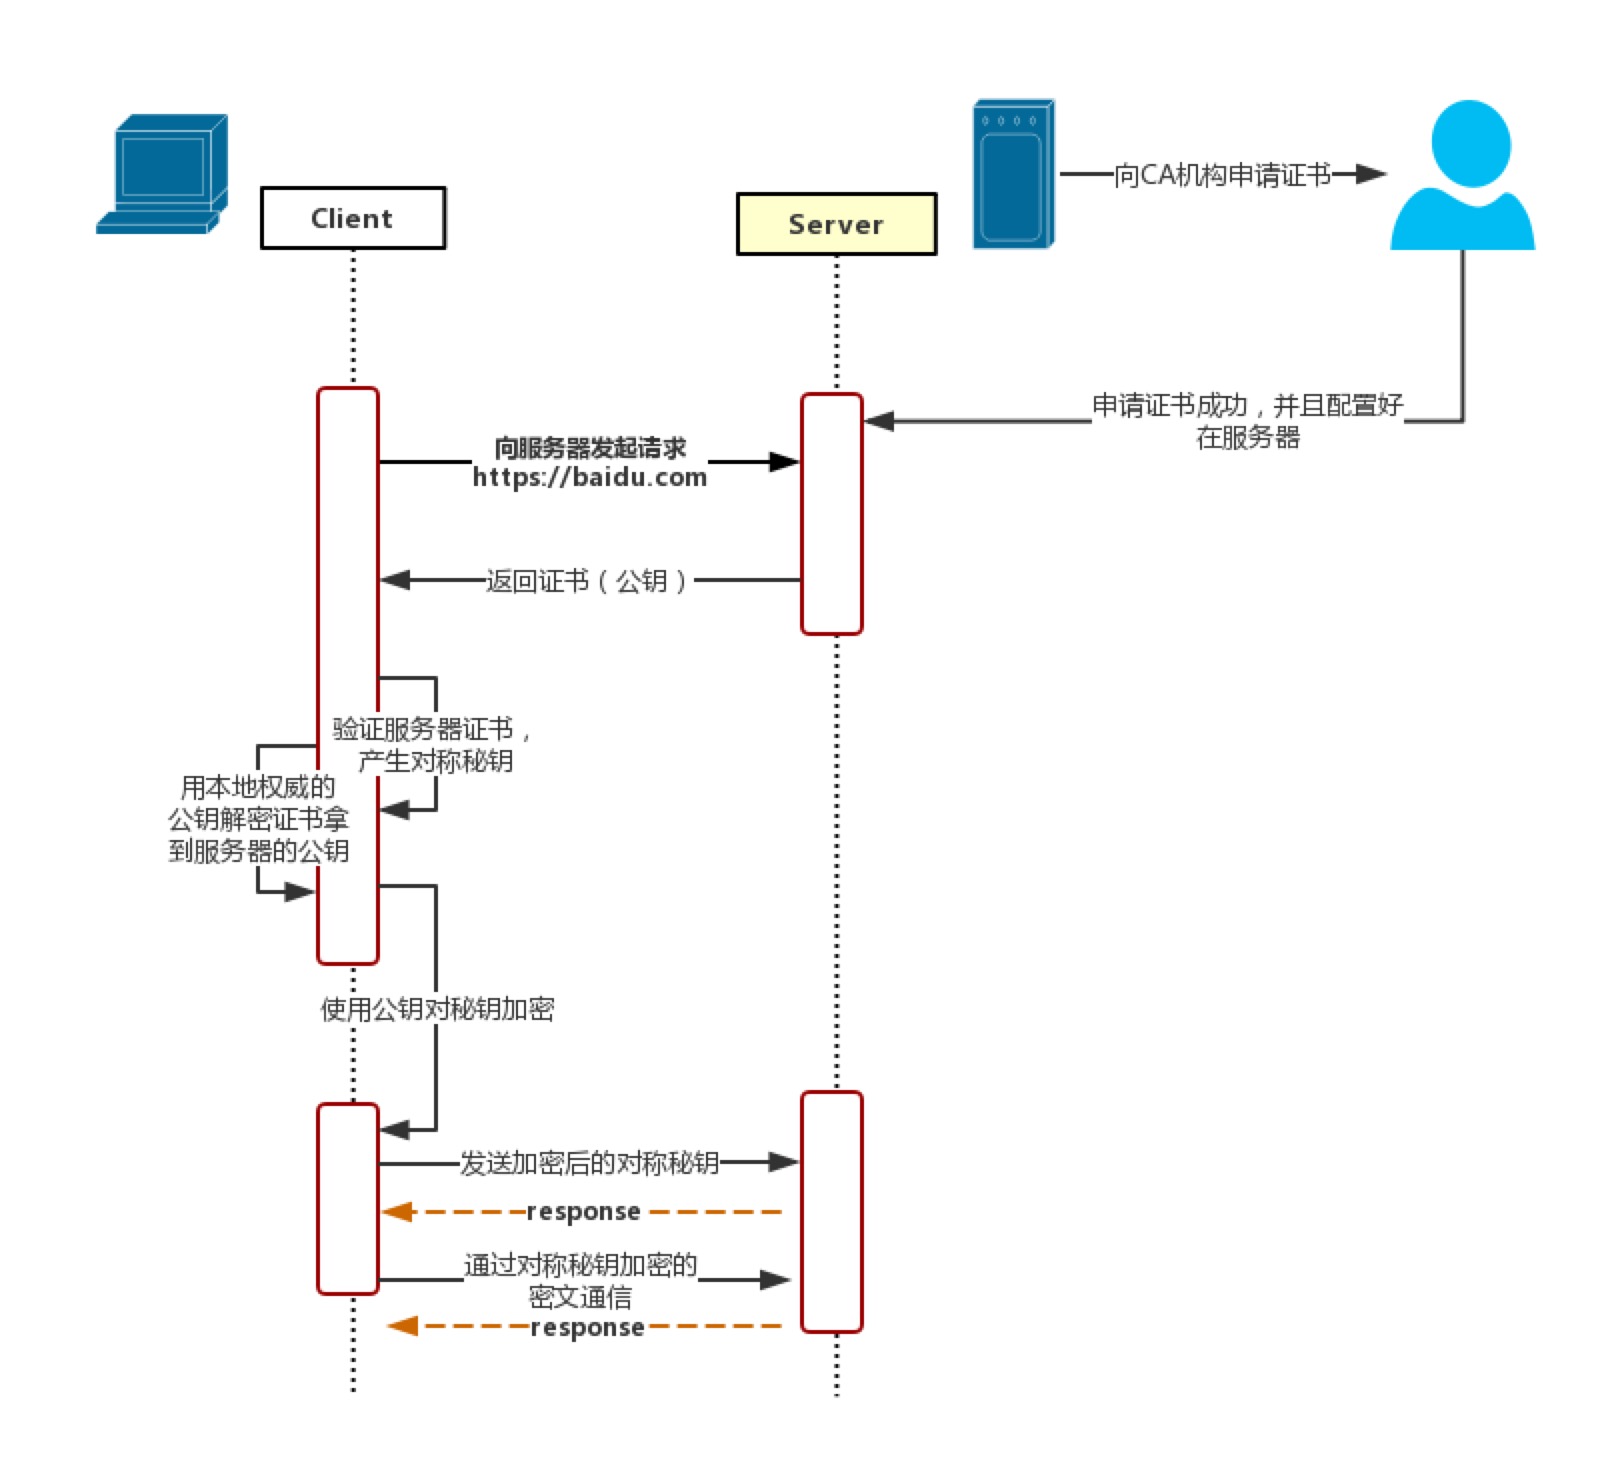 Client
Server
向CA机构申请证书
申请证书成功，并且配置好
在服务器
向服务器发起请求
https://baidu.com
返回证书（公钥）
验证服务器证书，
产生对称秘钥
用本地权威的
公钥解密证书拿
到服务器的公钥
使用公钥对秘钥加密
发送加密后的对称秘钥
response
通过对称秘钥加密的
密文通信
response